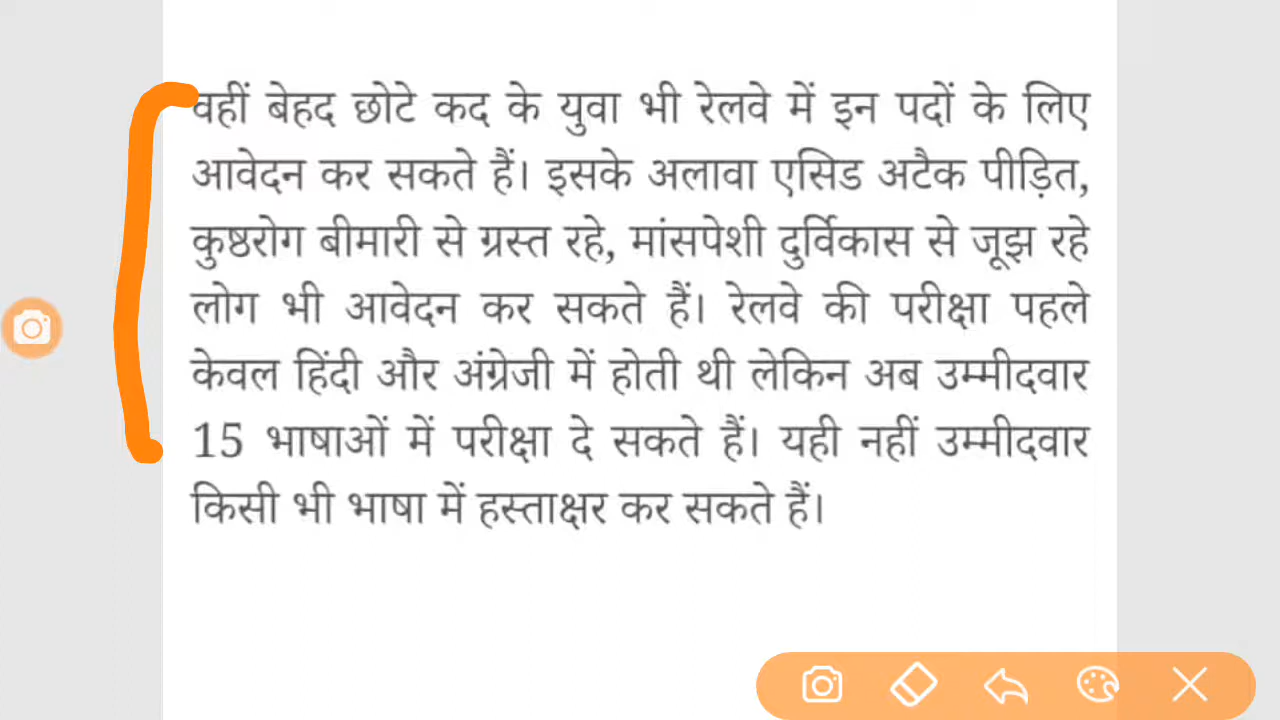 वहीं बेहद छोटे कद के युवा भी रेलवे में इन पदों के लिए
आवेदन कर सकते हैं। इसके अलावा एसिड अटैक पीड़ित,
कुष्ठरोग बीमारी से ग्रस्त रहे, मांसपेशी दुर्विकास से जूझ रहे
लोग भी आवेदन कर सकते हैं। रेलवे की परीक्षा पहले
केवल हिंदी और अंग्रेजी में होती थी लेकिन अब उम्मीदवार
15 भाषाओं में परीक्षा दे सकते हैं। यही नहीं उम्मीदवार
किसी भी भाषा में हस्ताक्षर कर सकते हैं।